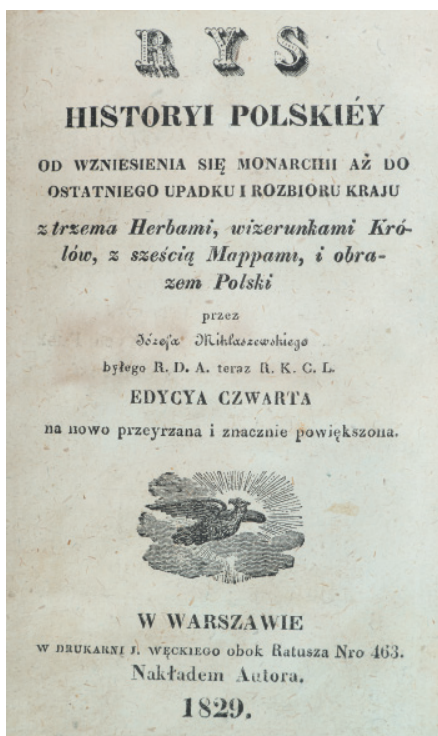 RYS
HISTORYI POLSKIÉY
OD WZNIESIENIA SIĘ MONARCHII AŻ DO
OSTATNIEGO UPADKU I ROZBIORU KRAJU
z trzema Herbami, wizerunkami Kró-
lów, z sześcią Mappami, i obra-
zem Polski
przez
Józefa Miklaszewskiego
byłego R. D. A. teraz R. K. C. L.
EDYCYA CZWARTA
na nowo przeyrzana i znacznie powiększona.
W WARSZAWIE
W DRUKARNI J. WĘCKIEGO obok Ratusza Nro 463.
Nakładem Autora.
1829.